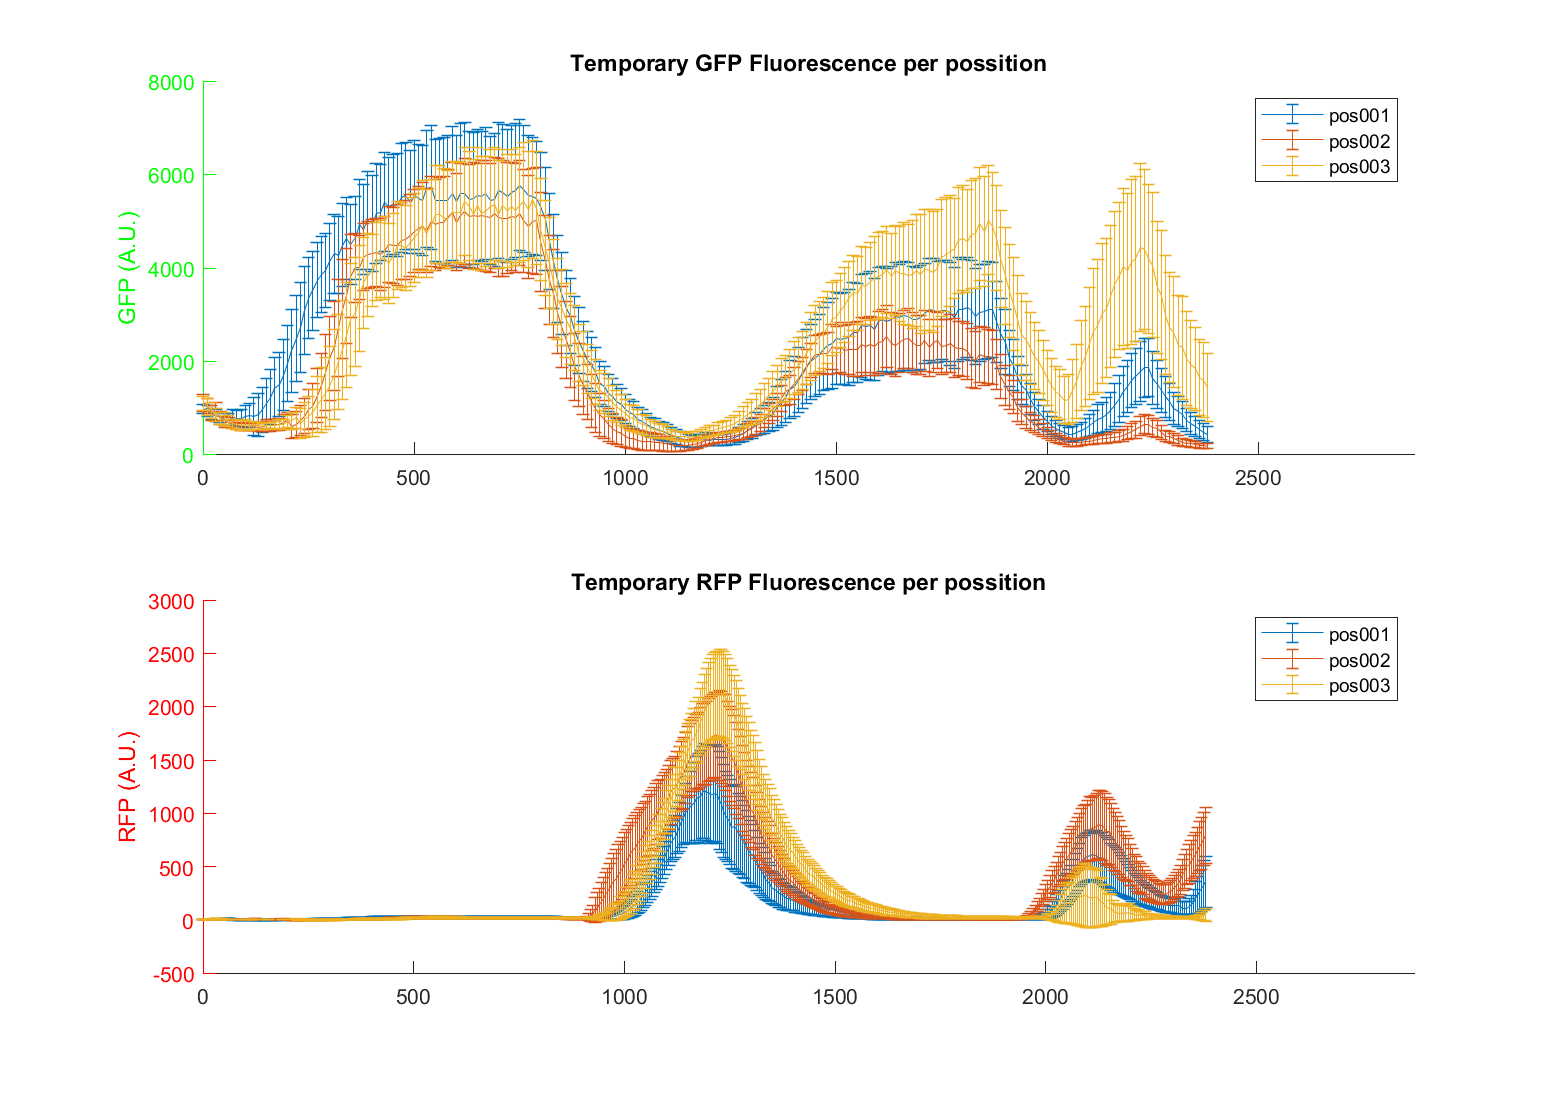 Temporary GFP Fluorescence per possition
8000
6000
4000
2000
0
GFP (A.U.)
0 500 1000 1500 2000 2500
pos001
pos002
pos003
Temporary RFP Fluorescence per possition
3000
2500
2000
1500
1000
500
0
-500
RFP (A.U.)
0 500 1000 1500 2000 2500
pos001
pos002
pos003